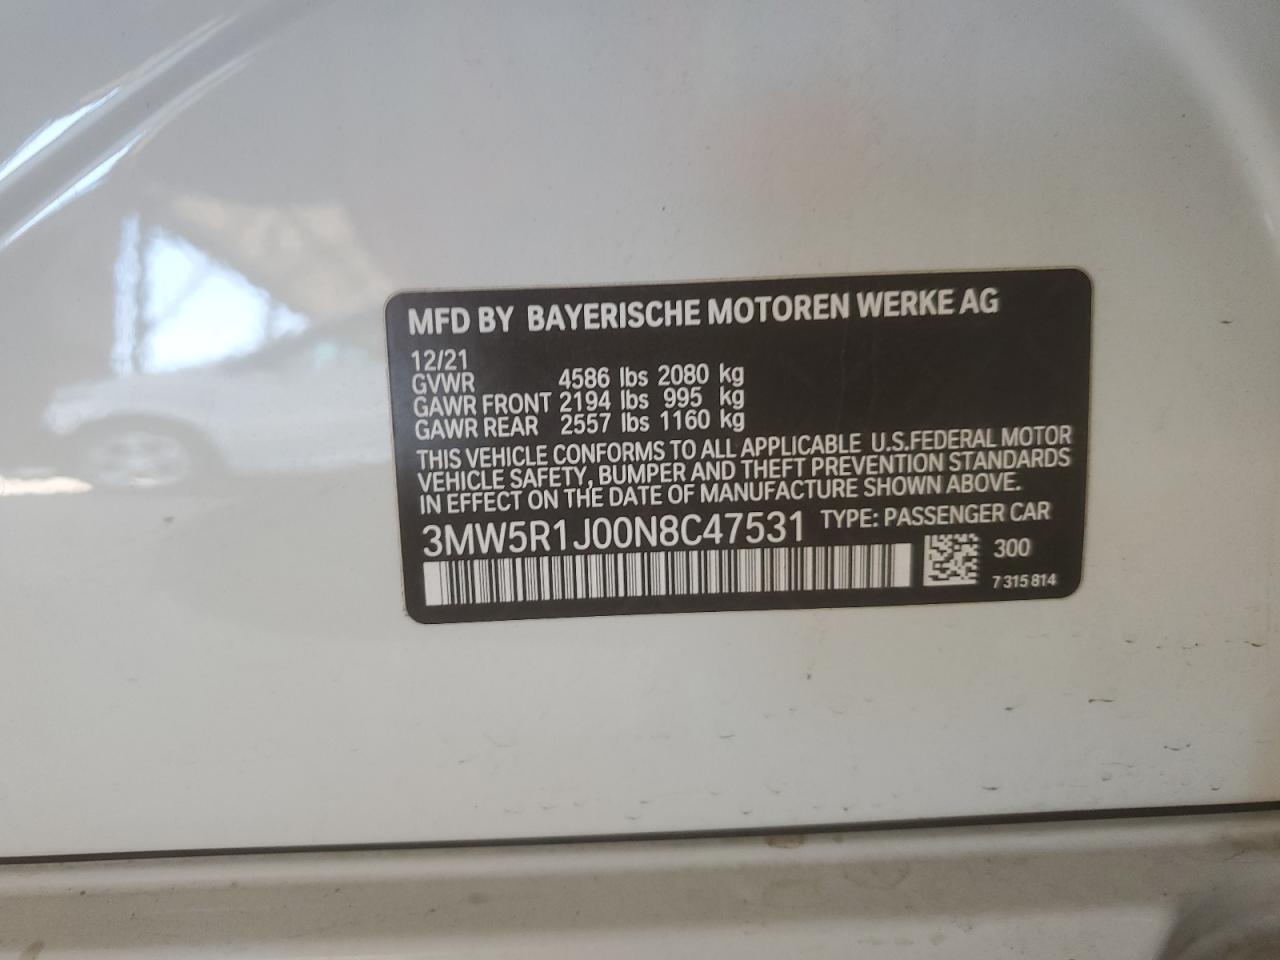 MFD BY BAYERISCHE MOTOREN WERKE AG
12/21
GVWR 4586 lbs 2080 kg
GAWR FRONT 2194 lbs 995 kg
GAWR REAR 2557 lbs 1160 kg
THIS VEHICLE CONFORMS TO ALL APPLICABLE U.S.FEDERAL MOTOR
VEHICLE SAFETY, BUMPER AND THEFT PREVENTION STANDARDS
IN EFFECT ON THE DATE OF MANUFACTURE SHOWN ABOVE.
3MW5R1J00N8C47531 TYPE: PASSENGER CAR
300
7 315 814